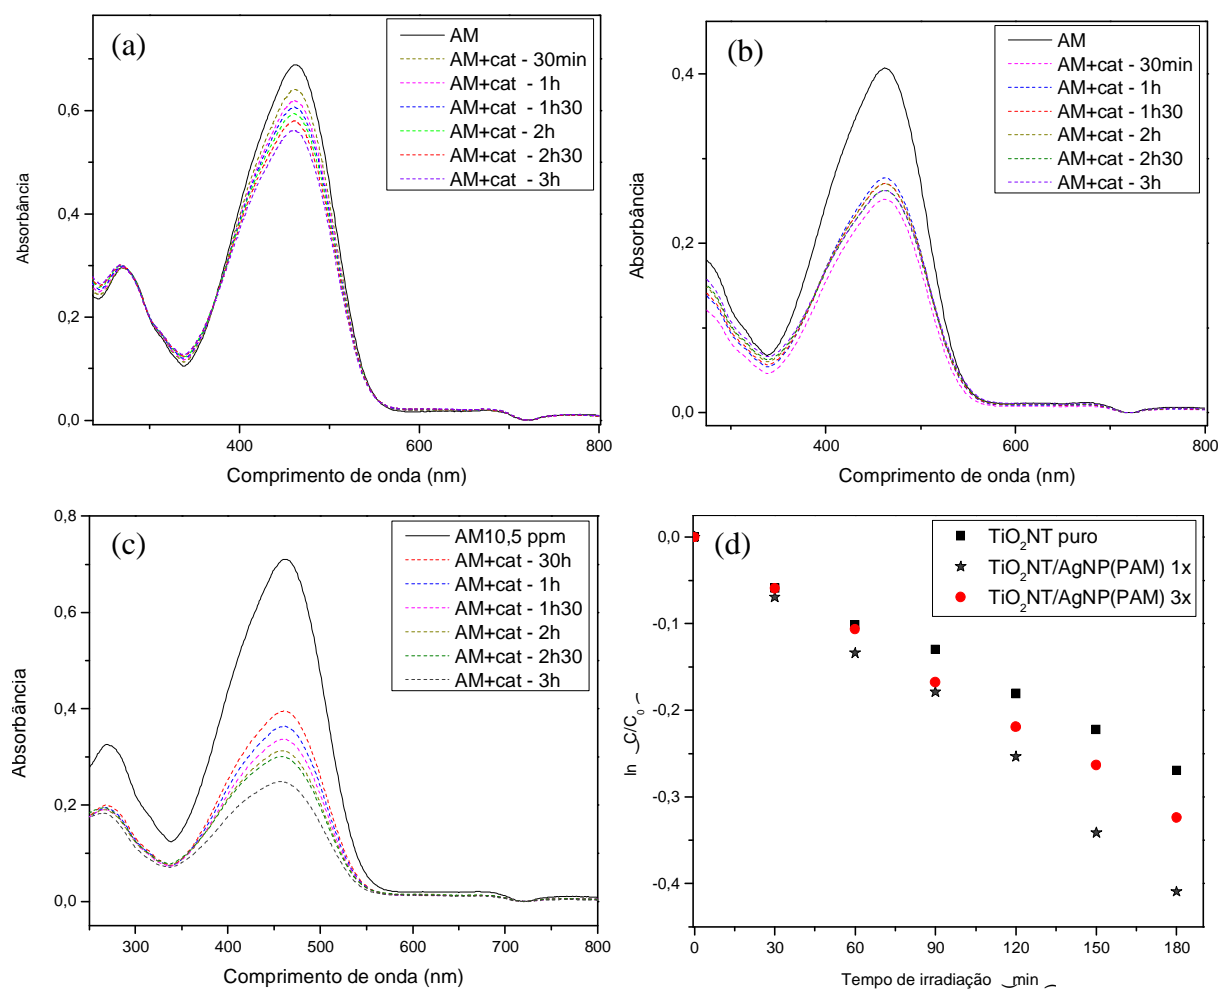 (a)
AM
AM+cat - 30min
AM+cat - 1h
AM+cat - 1h30
AM+cat - 2h
AM+cat - 2h30
AM+cat - 3h
0,6
0,4
0,2
0,0
Absorbância
400
600
800
Comprimento de onda (nm)
(b)
AM
AM+cat - 30min
AM+cat - 1h
AM+cat - 1h30
AM+cat - 2h
AM+cat - 2h30
AM+cat - 3h
0,4
0,2
0,0
Absorbância
400
600
800
Comprimento de onda (nm)
(c)
AM10,5 ppm
AM+cat - 30h
AM+cat - 1h
AM+cat - 1h30
AM+cat - 2h
AM+cat - 2h30
AM+cat - 3h
0,8
0,6
0,4
0,2
0,0
Absorbância
300
400
500
600
700
800
Comprimento de onda (nm)
(d)
TiO₂NT puro
TiO₂NT/AgNP(PAM) 1x
TiO₂NT/AgNP(PAM) 3x
0,0
-0,1
-0,2
-0,3
-0,4
ln C/C₀
0
30
60
90
120
150
180
Tempo de irradiação min